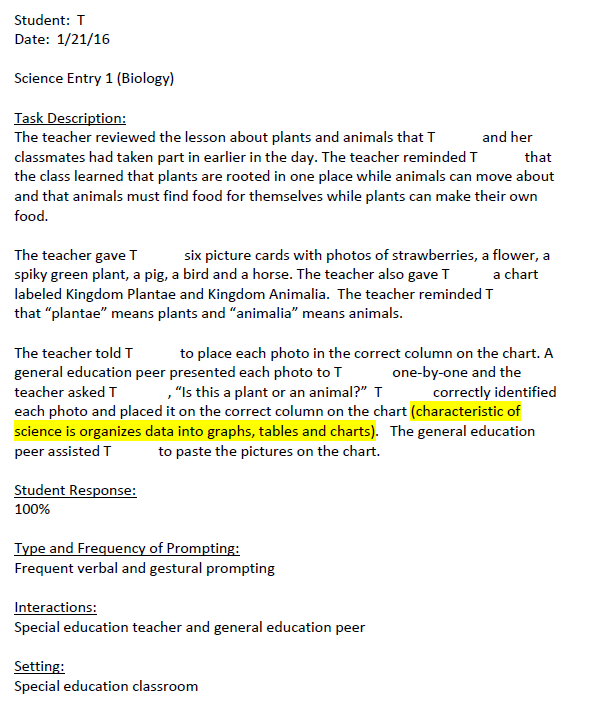 Student:  T
Date:  1/21/16
Science Entry 1 (Biology)
Task Description:
The teacher reviewed the lesson about plants and animals that T and her
classmates had taken part in earlier in the day. The teacher reminded T that
the class learned that plants are rooted in one place while animals can move about
and that animals must find food for themselves while plants can make their own
food.
The teacher gave T six picture cards with photos of strawberries, a flower, a
spiky green plant, a pig, a bird and a horse. The teacher also gave T a chart
labeled Kingdom Plantae and Kingdom Animalia.  The teacher reminded T
that “plantae” means plants and “animalia” means animals.
The teacher told T to place each photo in the correct column on the chart. A
general education peer presented each photo to T one-by-one and the
teacher asked T , “Is this a plant or an animal?”  T correctly identified
each photo and placed it on the correct column on the chart (characteristic of
science is organizes data into graphs, tables and charts).   The general education
peer assisted T to paste the pictures on the chart.
Student Response:
100%
Type and Frequency of Prompting:
Frequent verbal and gestural prompting
Interactions:
Special education teacher and general education peer
Setting:
Special education classroom